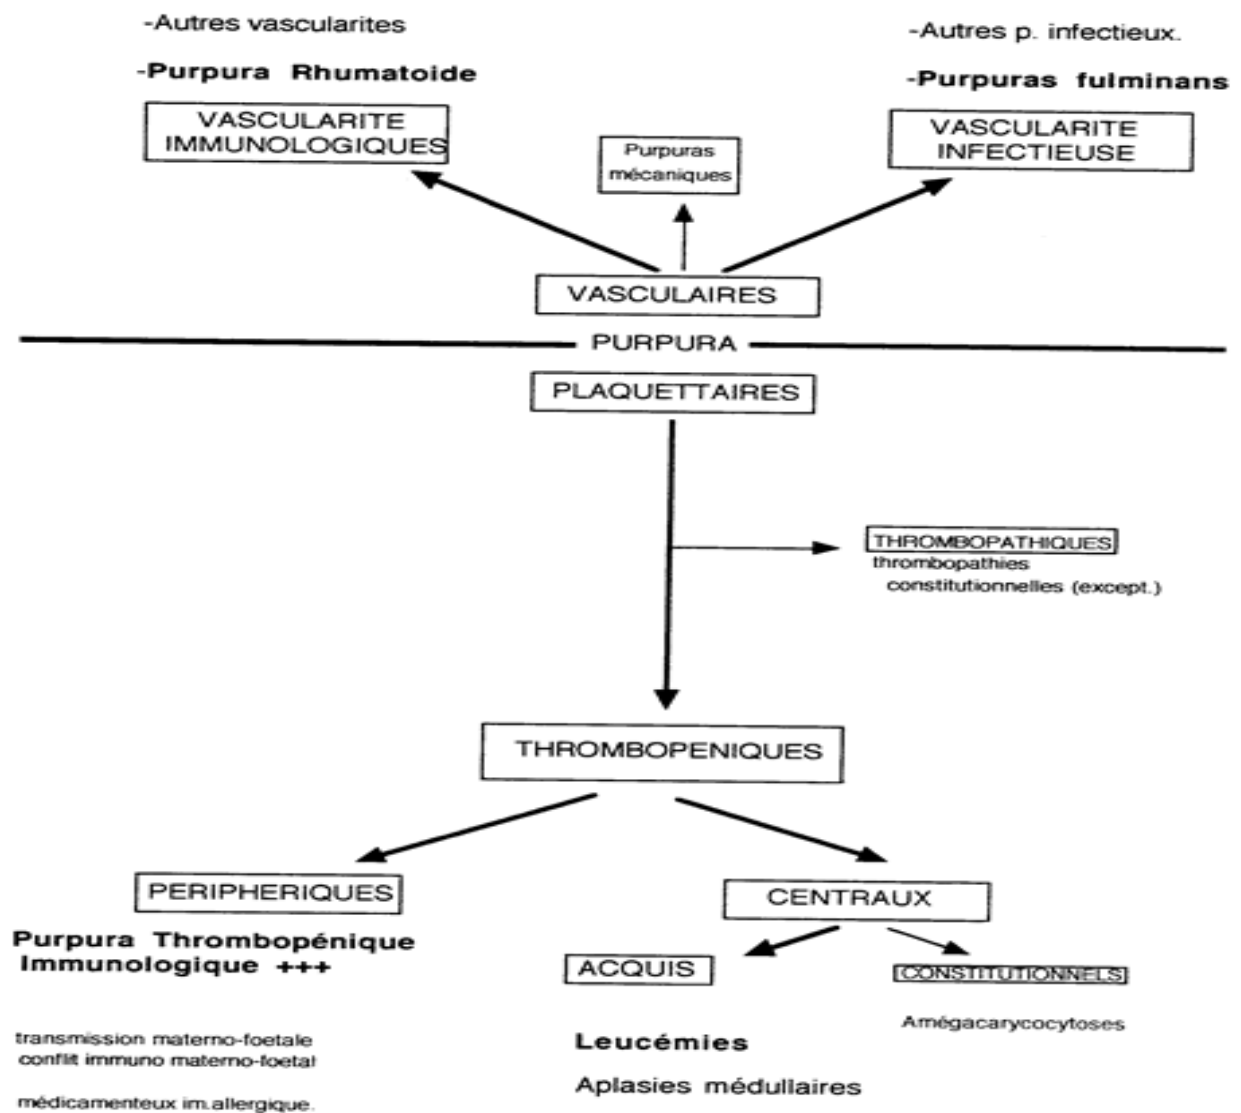 -Autres vascularites
-Autres p. infectieux.
-Purpura Rhumatoide
-Purpuras fulminans
VASCULARITE
IMMUNOLOGIQUES
Purpuras
mécaniques
VASCULARITE
INFECTIEUSE
VASCULAIRES
PURPURA
PLAQUETTAIRES
THROMBOPATHIQUES
thrombopathies
constitutionnelles (except.)
THROMBOPENIQUES
PERIPHERIQUES
CENTRAUX
Purpura Thrombopénique
Immunologique +++
ACQUIS
CONSTITUTIONNELS
transmission materno-foetale
conflit immuno materno-foetal
médicamenteux im.allergique.
Leucémies
Aplasies médullaires
Amégacarycocytoses